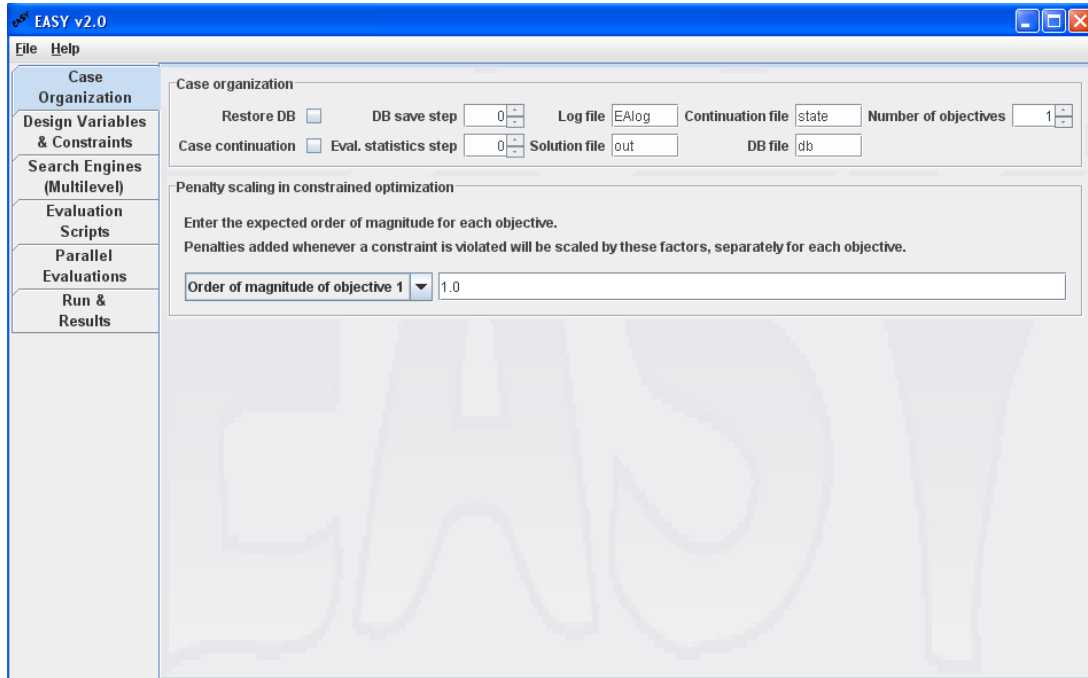 EASY v2.0
File Help
Case
Organization
Design Variables
& Constraints
Search Engines
(Multilevel)
Evaluation
Scripts
Parallel
Evaluations
Run &
Results
Case organization
Restore DB DB save step 0 Log file EAlog Continuation file state Number of objectives 1
Case continuation Eval. statistics step 0 Solution file out DB file db
Penalty scaling in constrained optimization
Enter the expected order of magnitude for each objective.
Penalties added whenever a constraint is violated will be scaled by these factors, separately for each objective.
Order of magnitude of objective 1 1.0
EASY